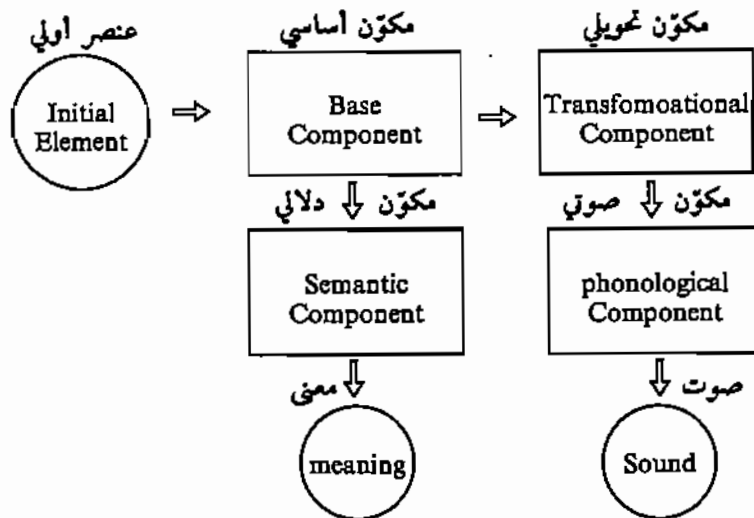 عنصر أولي
Initial
Element
مكوّن أساسي
Base
Component
مكوّن تحويلي
Transfomoational
Component
مكوّن دلالي
Semantic
Component
مكوّن صوتي
phonological
Component
معنى
meaning
صوت
Sound